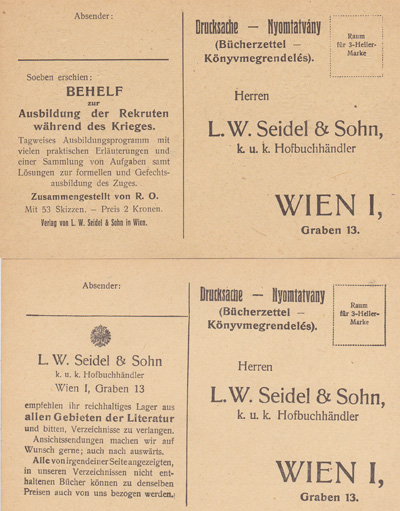 Absender:
Soeben erschien:
BEHELF
zur
Ausbildung der Rekruten
während des Krieges.
Tagweises Ausbildungsprogramm mit
vielen praktischen Erläuterungen und
einer Sammlung von Aufgaben samt
Lösungen zur formellen und Gefechts-
ausbildung des Zuges.
Zusammengestellt von R. O.
Mit 53 Skizzen. — Preis 2 Kronen.
Verlag von L. W. Seidel & Sohn in Wien.
Drucksache — Nyomtatvány
(Bücherzettel —
Könyvmegrendelés).
Raum
für 3-Heller-
Marke
Herren
L. W. Seidel & Sohn,
k. u. k. Hofbuchhändler
WIEN I,
Graben 13.
Absender:
L. W. Seidel & Sohn
k. u. k. Hofbuchhändler
Wien I, Graben 13
empfehlen ihr reichhaltiges Lager aus
allen Gebieten der Literatur
und bitten, Verzeichnisse zu verlangen.
Ansichtssendungen machen wir auf
Wunsch gerne; auch nach auswärts.
Alle von irgendeiner Seite angezeigten,
in unseren Verzeichnissen nicht ent-
haltenen Bücher können zu denselben
Preisen auch von uns bezogen werden.
Drucksache — Nyomtatvany
(Bücherzettel —
Könyvmegrendelés).
Raum
für 3-Heller-
Marke
Herren
L. W. Seidel & Sohn,
k. u. k. Hofbuchhändler
WIEN I,
Graben 13.